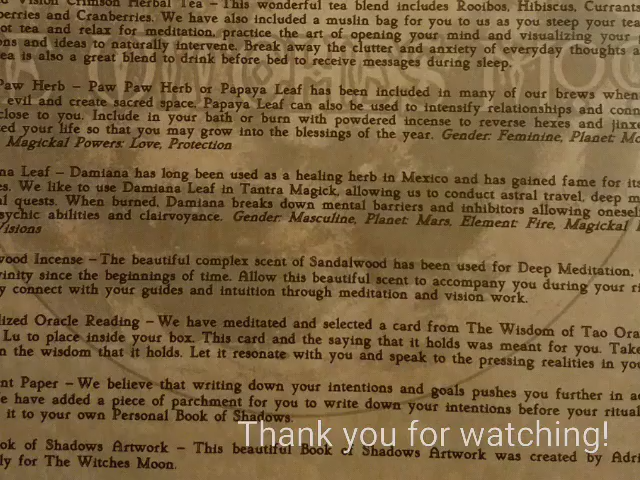 Vision Crimson Herbal Tea – This wonderful tea blend includes Rooibos, Hibiscus, Currants
berries and Cranberries. We have also included a muslin bag for you to us as you steep your tea
ot tea and relax for meditation, practice the art of opening your mind and visualizing your
ons and ideas to naturally intervene. Break away the clutter and anxiety of everyday thoughts a
ea is also a great blend to drink before bed to receive messages during sleep.
Paw Herb – Paw Paw Herb or Papaya Leaf has been included in many of our brews when
evil and create sacred space. Papaya Leaf can also be used to intensify relationships and conn
close to you. Include in your bath or burn with powdered incense to reverse hexes and jinxe
ed your life so that you may grow into the blessings of the year. Gender: Feminine, Planet: Mo
Magickal Powers: Love, Protection
na Leaf – Damiana has long been used as a healing herb in Mexico and has gained fame for its
es. We like to use Damiana Leaf in Tantra Magick, allowing us to conduct astral travel, deep m
al quests. When burned, Damiana breaks down mental barriers and inhibitors allowing onesel
sychic abilities and clairvoyance. Gender: Masculine, Planet: Mars, Element: Fire, Magickal
Visions
wood Incense – The beautiful complex scent of Sandalwood has been used for Deep Meditation,
rinity since the beginnings of time. Allow this beautiful scent to accompany you during your ri
y connect with your guides and intuition through meditation and vision work.
lized Oracle Reading – We have meditated and selected a card from The Wisdom of Tao Ora
Lu to place inside your box. This card and the saying that it holds was meant for you. Take
n the wisdom that it holds. Let it resonate with you and speak to the pressing realities in you
nt Paper – We believe that writing down your intentions and goals pushes you further in a
e have added a piece of parchment for you to write down your intentions before your ritual
it to your own Personal Book of Shadows.
Thank you for watching!
ok of Shadows Artwork – This beautiful Book of Shadows Artwork was created by Adri
ly for The Witches Moon.